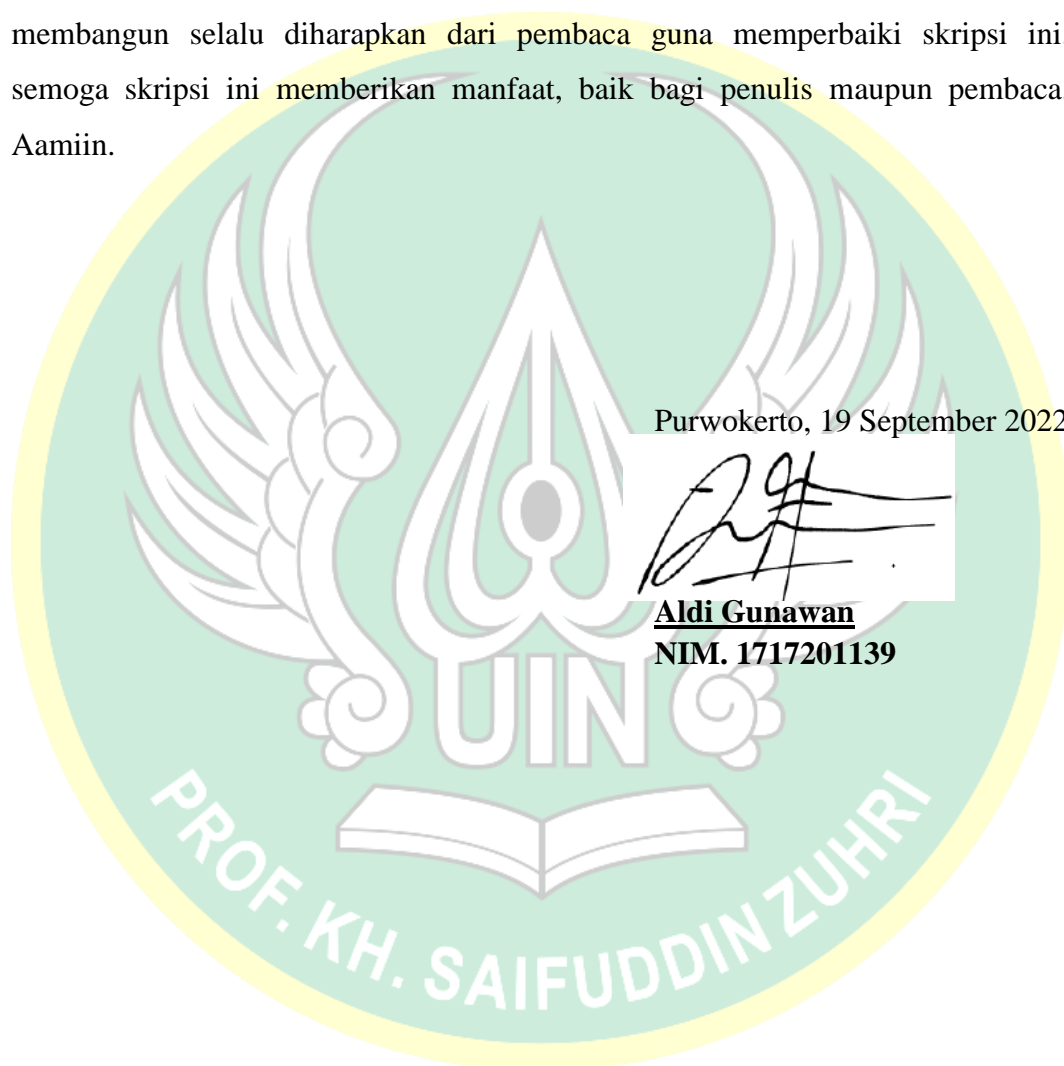 membangun selalu diharapkan dari pembaca guna memperbaiki skripsi ini
semoga skripsi ini memberikan manfaat, baik bagi penulis maupun pembaca
Aamiin.
Purwokerto, 19 September 2022
Aldi Gunawan
NIM. 1717201139
UIN
PROF. KH. SAIFUDDIN ZUHRI